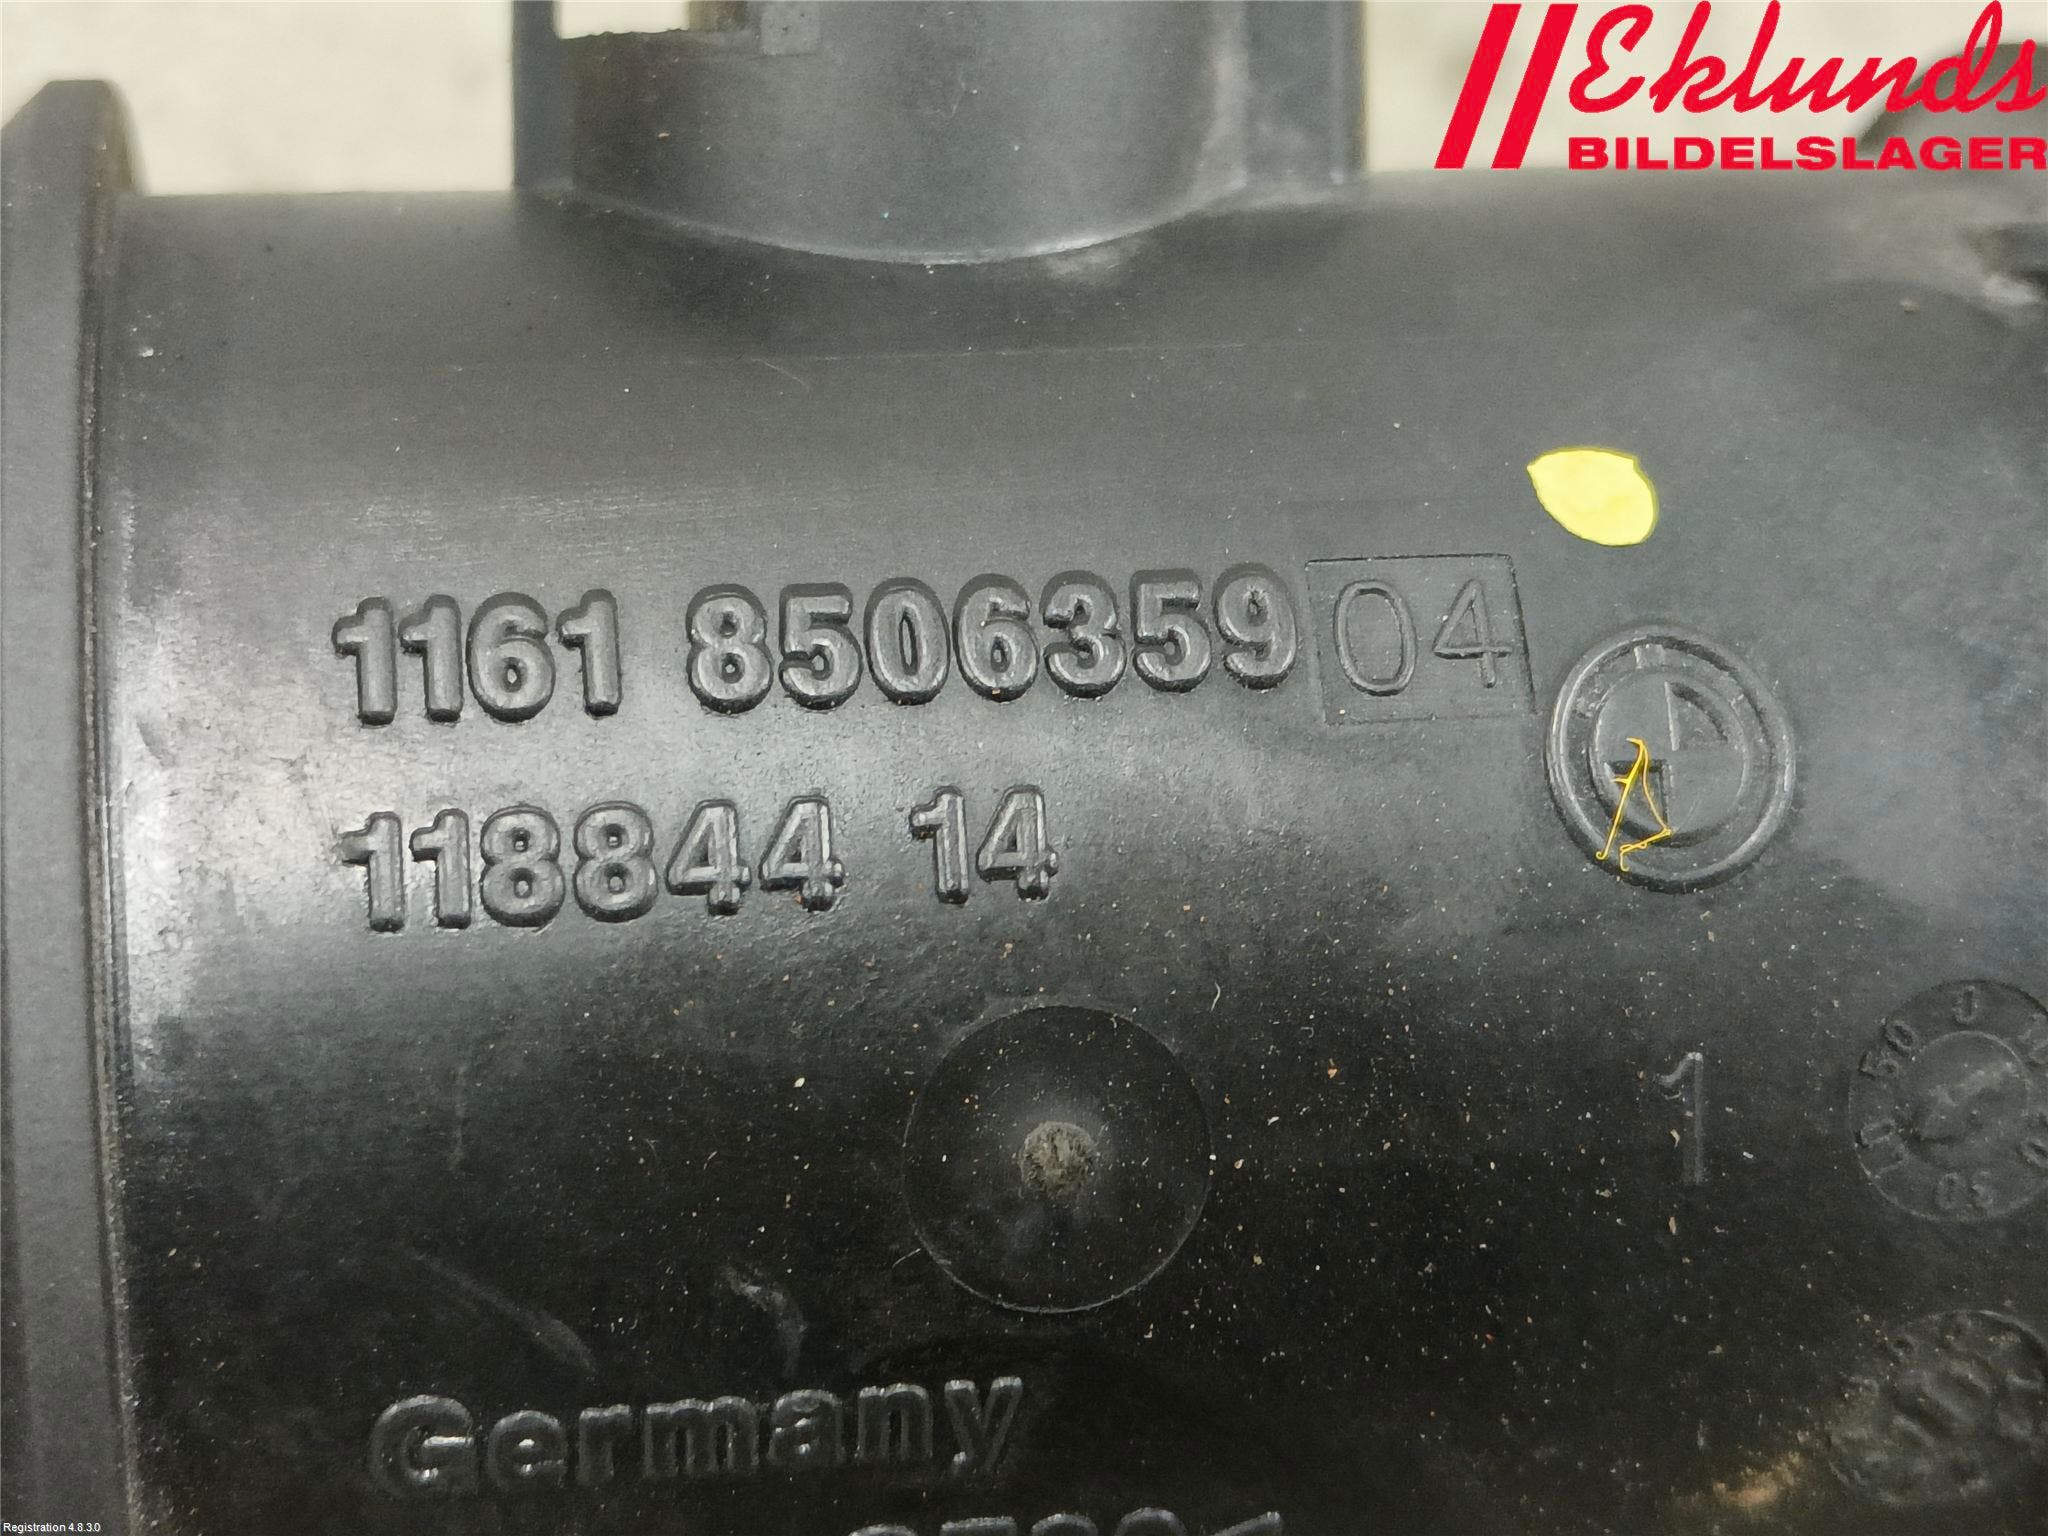 Eklunds
BILDELSLAGER
1161 8506359 04
118844 14
1
Germany
Registration 4.8.3.0